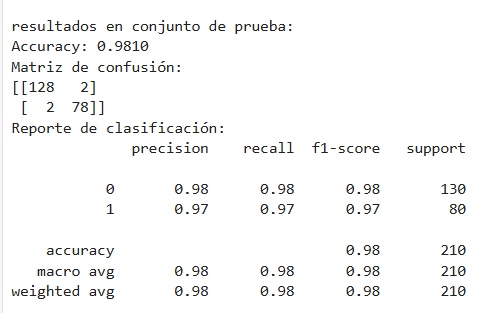 resultados en conjunto de prueba:
Accuracy: 0.9810
Matriz de confusión:
[[128   2]
 [  2  78]]
Reporte de clasificación:
              precision    recall  f1-score   support

           0       0.98      0.98      0.98       130
           1       0.97      0.97      0.97        80

    accuracy                           0.98       210
   macro avg       0.98      0.98      0.98       210
weighted avg       0.98      0.98      0.98       210